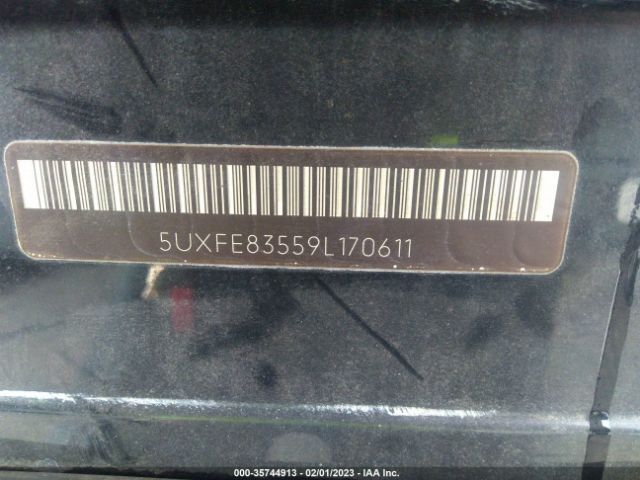 5UXFE83559L170611
000-35744913 - 02/01/2023 - IAA Inc.